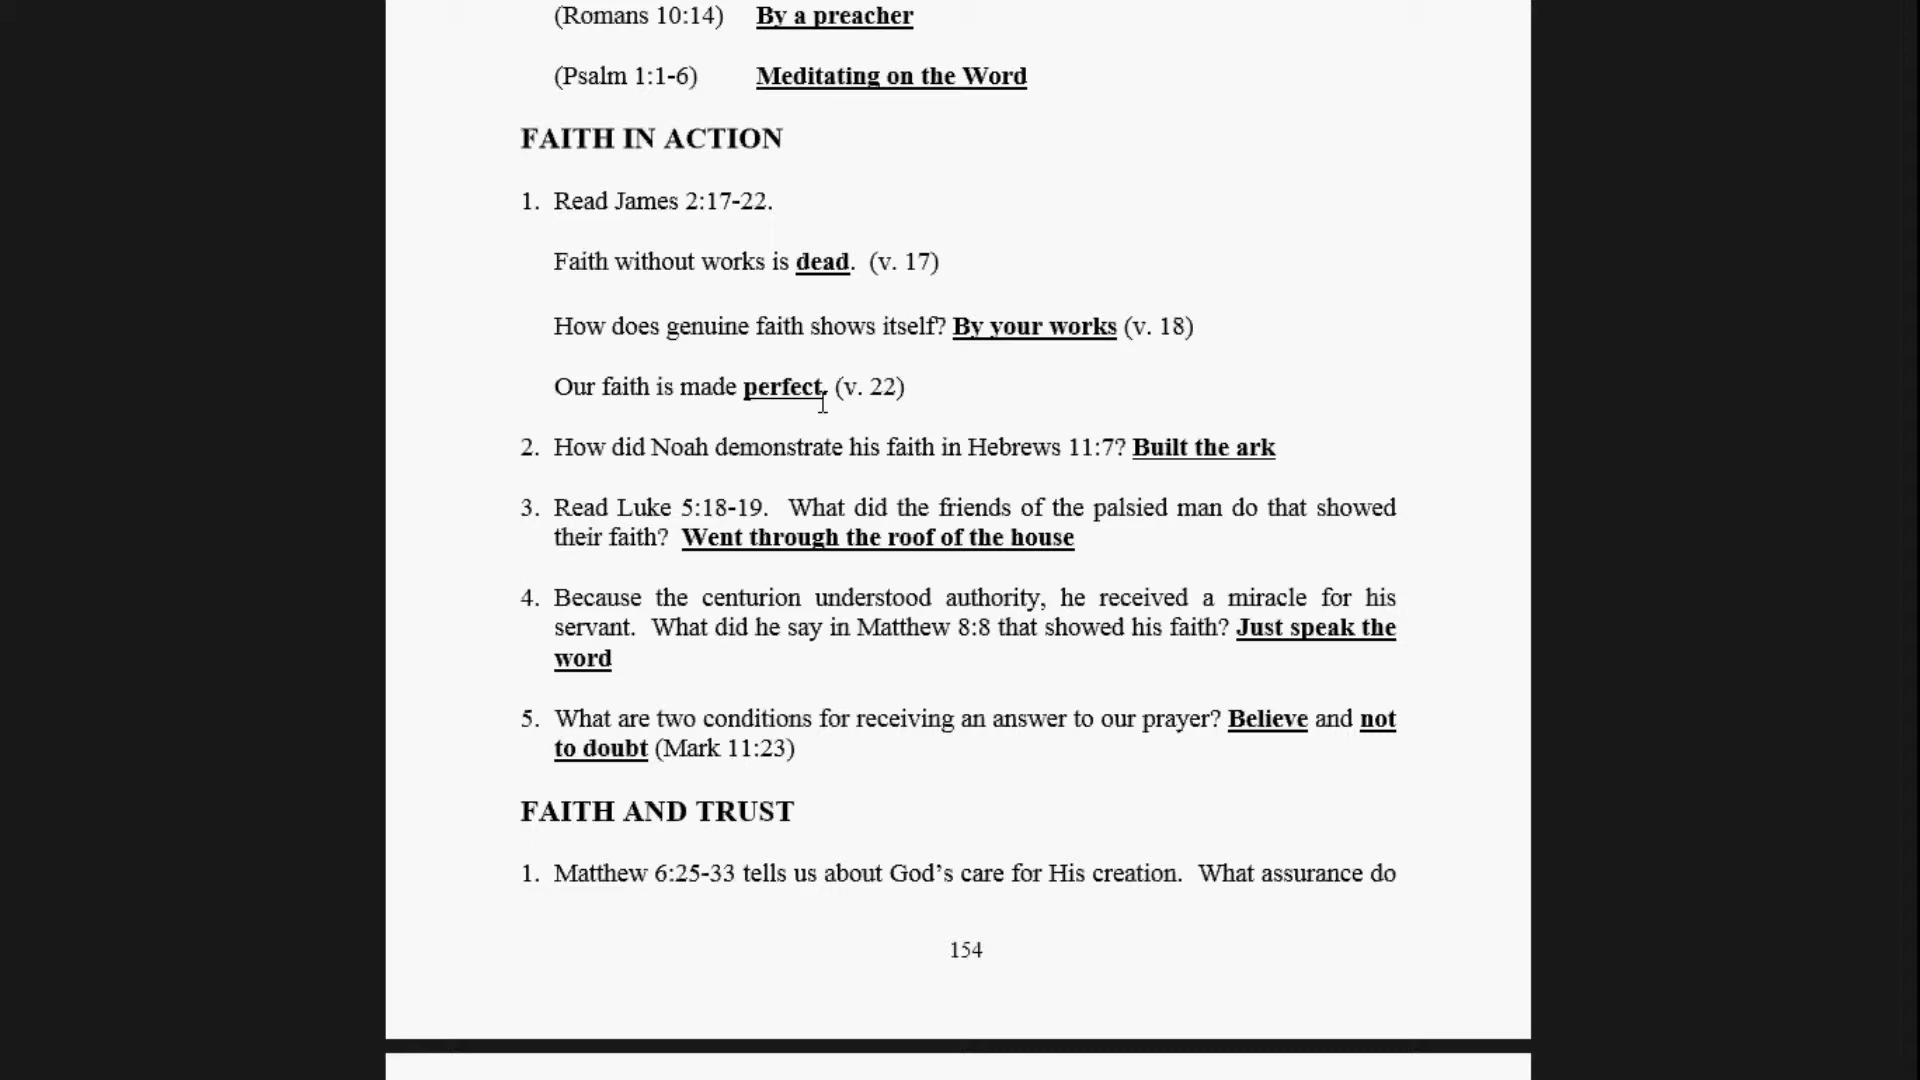 (Romans 10:14) By a preacher
(Psalm 1:1-6) Meditating on the Word
FAITH IN ACTION
1. Read James 2:17-22.
Faith without works is dead. (v. 17)
How does genuine faith shows itself? By your works (v. 18)
Our faith is made perfect. (v. 22)
2. How did Noah demonstrate his faith in Hebrews 11:7? Built the ark
3. Read Luke 5:18-19. What did the friends of the palsied man do that showed
their faith? Went through the roof of the house
4. Because the centurion understood authority, he received a miracle for his
servant. What did he say in Matthew 8:8 that showed his faith? Just speak the
word
5. What are two conditions for receiving an answer to our prayer? Believe and not
to doubt (Mark 11:23)
FAITH AND TRUST
1. Matthew 6:25-33 tells us about God’s care for His creation. What assurance do
154